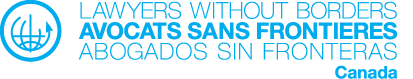 LAWYERS WITHOUT BORDERS
AVOCATS SANS FRONTIERES
ABOGADOS SIN FRONTERAS
Canada